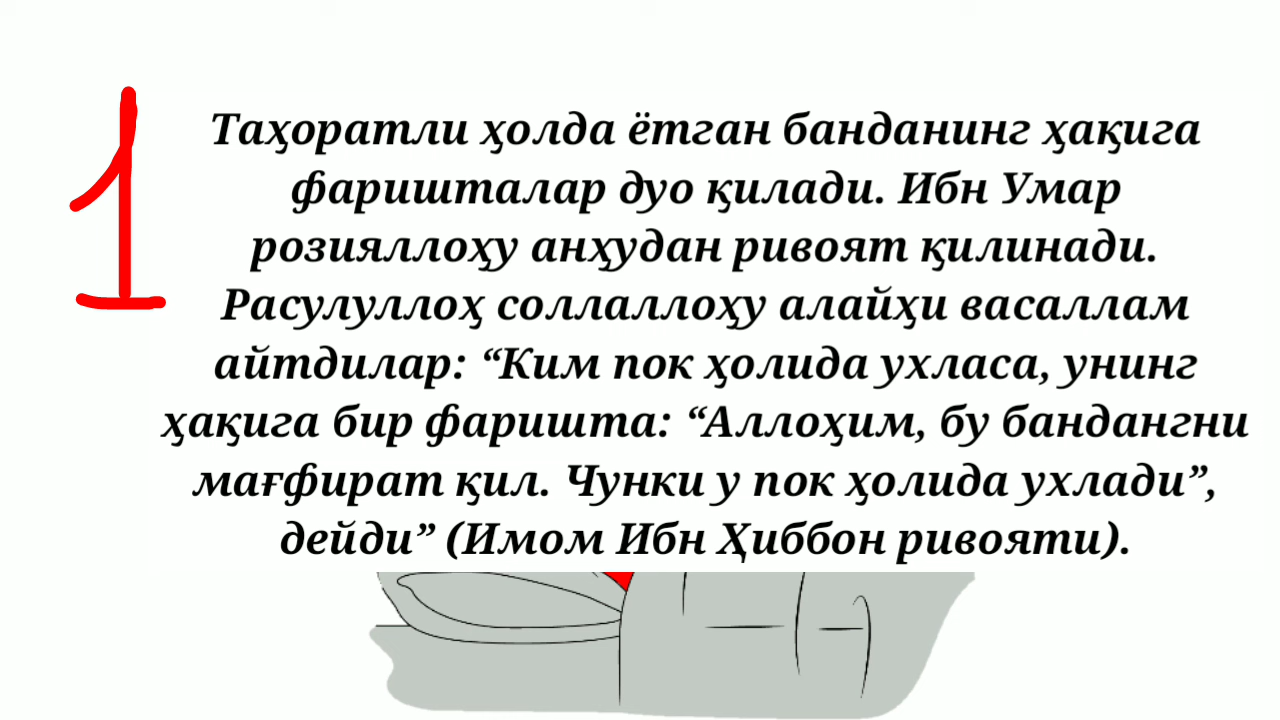 1
Таҳоратли ҳолда ётган банданинг ҳақига
фаришталар дуо қилади. Ибн Умар
розияллоҳу анҳудан ривоят қилинади.
Расулуллоҳ соллаллоҳу алайҳи васаллам
айтдилар: “Ким пок ҳолида ухласа, унинг
ҳақига бир фаришта: “Аллоҳим, бу бандангни
мағфират қил. Чунки у пок ҳолида ухлади”,
дейди” (Имом Ибн Ҳиббон ривояти).